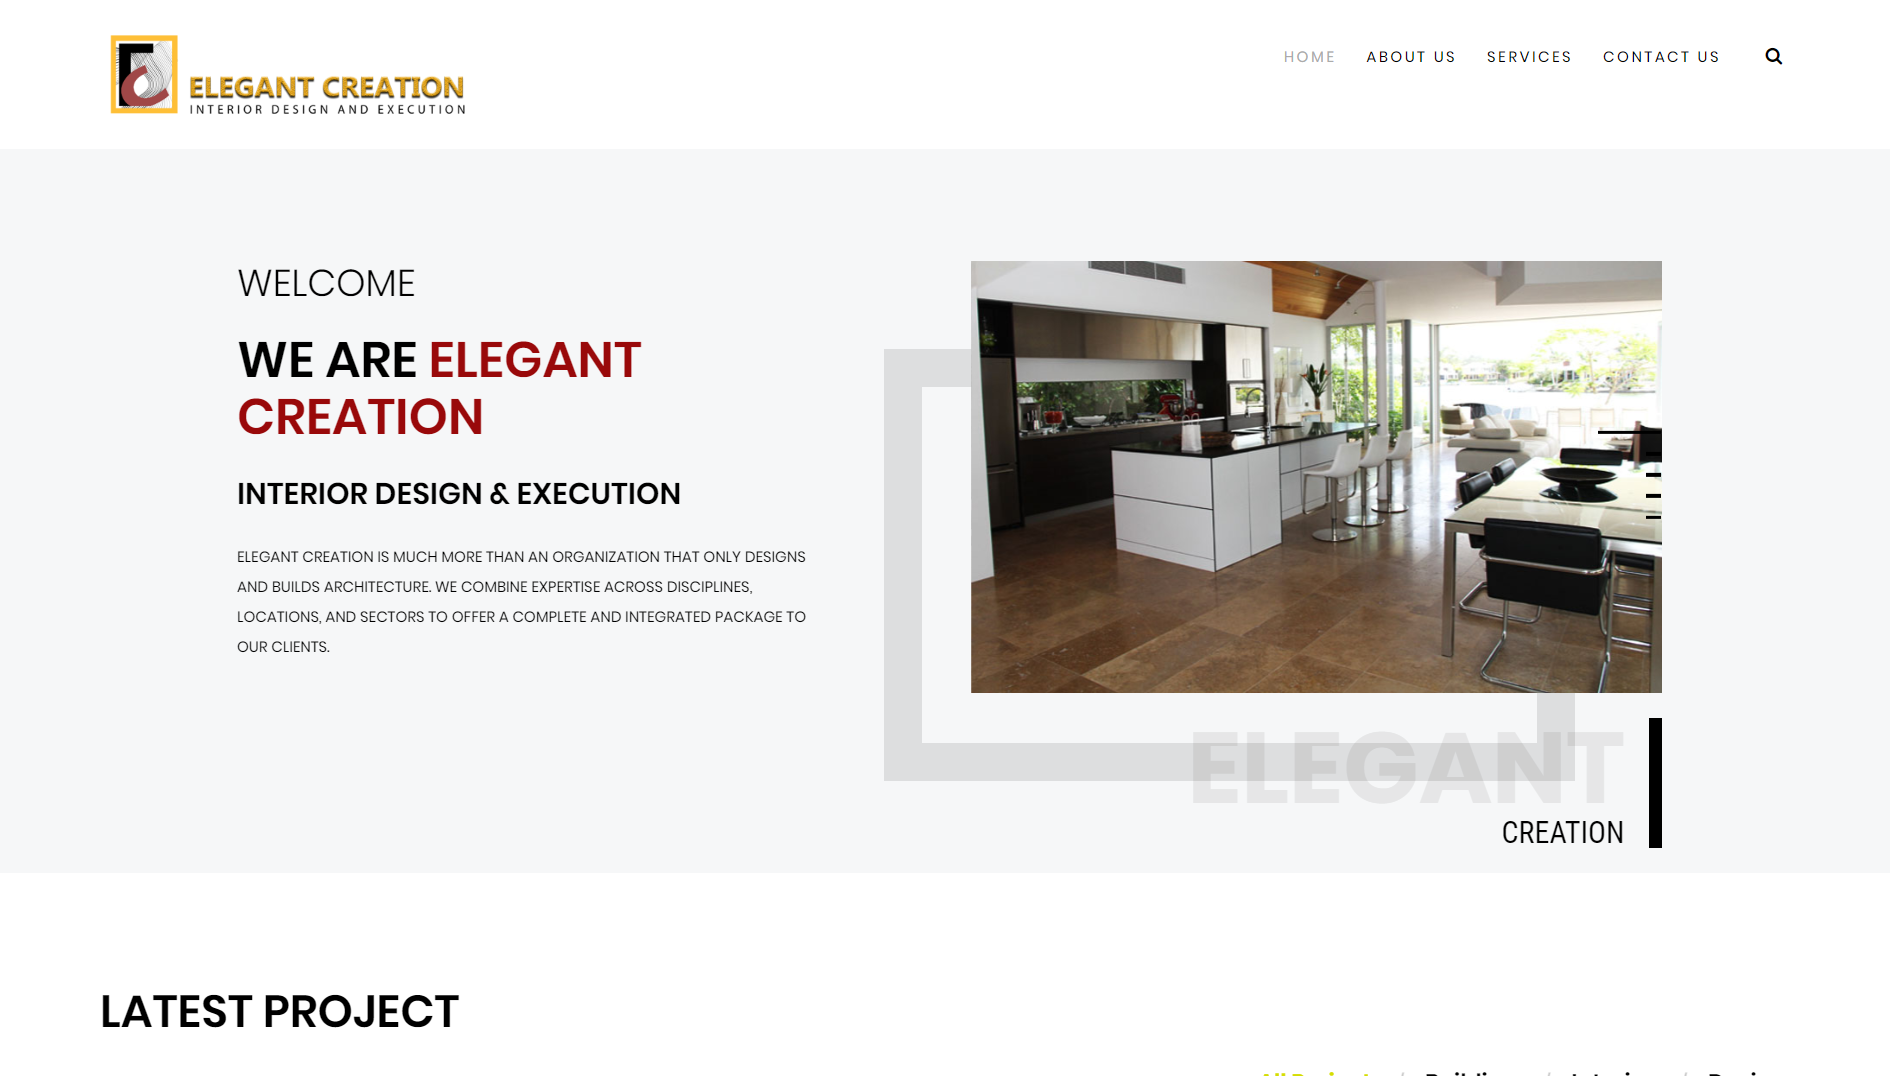 ELEGANT CREATION
INTERIOR DESIGN AND EXECUTION
HOME ABOUT US SERVICES CONTACT US
WELCOME
WE ARE ELEGANT
CREATION
INTERIOR DESIGN & EXECUTION
ELEGANT CREATION IS MUCH MORE THAN AN ORGANIZATION THAT ONLY DESIGNS
AND BUILDS ARCHITECTURE. WE COMBINE EXPERTISE ACROSS DISCIPLINES,
LOCATIONS, AND SECTORS TO OFFER A COMPLETE AND INTEGRATED PACKAGE TO
OUR CLIENTS.
ELEGANT
CREATION
LATEST PROJECT